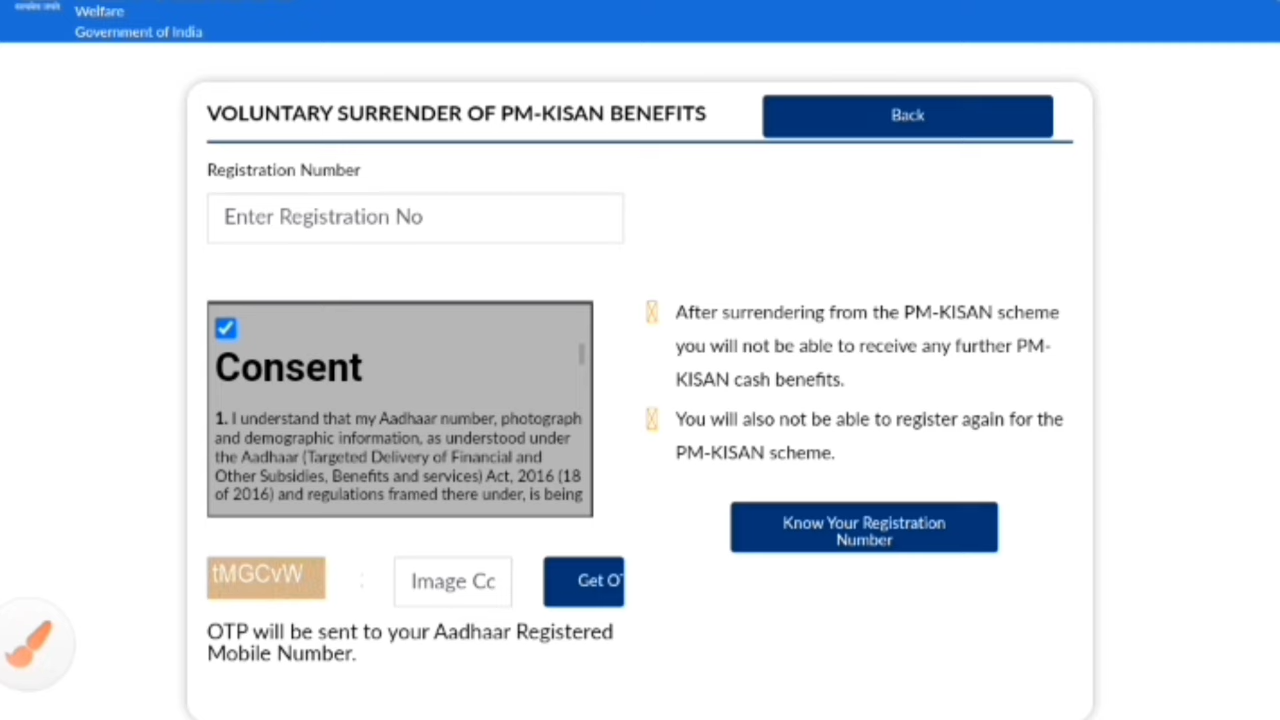 Welfare
Government of India
VOLUNTARY SURRENDER OF PM-KISAN BENEFITS
Back
Registration Number
Enter Registration No
Consent
1. I understand that my Aadhaar number, photograph
and demographic information, as understood under
the Aadhaar (Targeted Delivery of Financial and
Other Subsidies, Benefits and services) Act, 2016 (18
of 2016) and regulations framed there under, is being
After surrendering from the PM-KISAN scheme
you will not be able to receive any further PM-
KISAN cash benefits.
You will also not be able to register again for the
PM-KISAN scheme.
Know Your Registration
Number
tMGCvW
:
Image Cc
Get O
OTP will be sent to your Aadhaar Registered
Mobile Number.